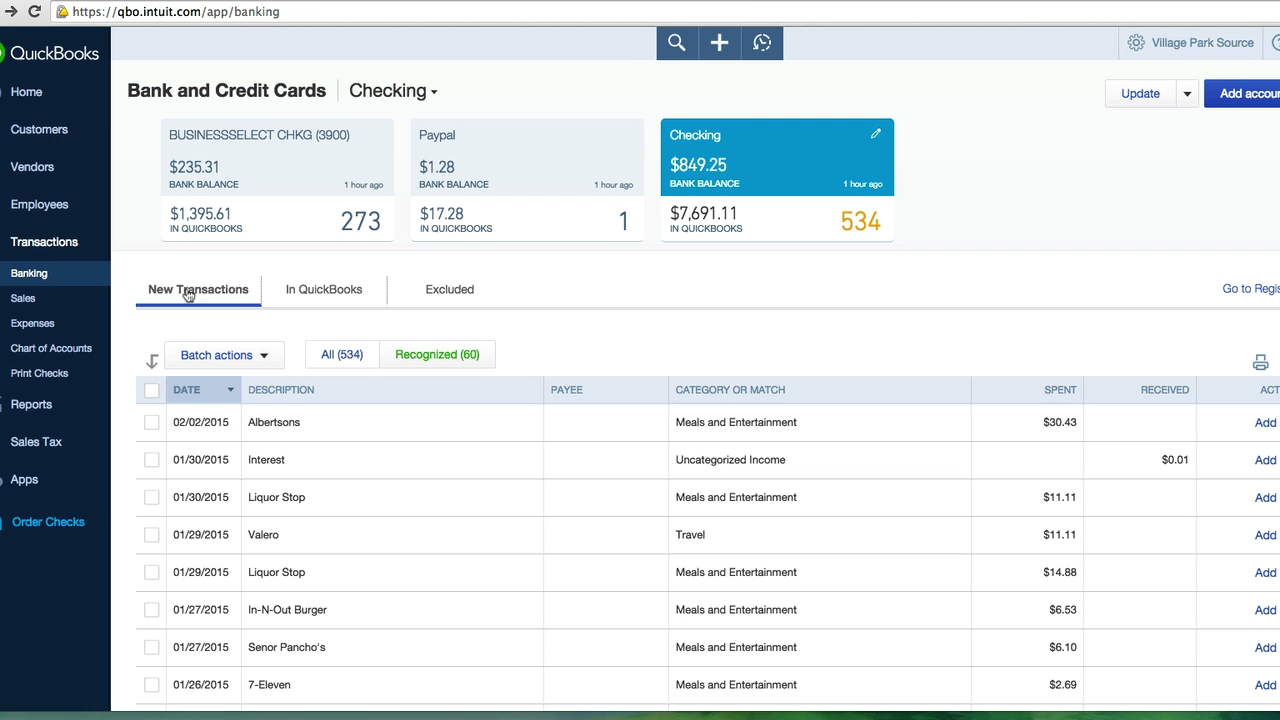 https://qbo.intuit.com/app/banking
QuickBooks
Village Park Source
Home
Customers
Vendors
Employees
Transactions
Banking
Sales
Expenses
Chart of Accounts
Print Checks
Reports
Sales Tax
Apps
Order Checks
Bank and Credit Cards Checking
Update Add accoun
BUSINESSSELECT CHKG (3900)
$235.31
BANK BALANCE 1 hour ago
$1,395.61
IN QUICKBOOKS
273
Paypal
$1.28
BANK BALANCE 1 hour ago
$17.28
IN QUICKBOOKS
1
Checking
$849.25
BANK BALANCE 1 hour ago
$7,691.11
IN QUICKBOOKS
534
New Transactions In QuickBooks Excluded Go to Regis
Batch actions All (534) Recognized (60)
DATE DESCRIPTION PAYEE CATEGORY OR MATCH SPENT RECEIVED ACT
02/02/2015 Albertsons Meals and Entertainment $30.43 Add
01/30/2015 Interest Uncategorized Income $0.01 Add
01/30/2015 Liquor Stop Meals and Entertainment $11.11 Add
01/29/2015 Valero Travel $11.11 Add
01/29/2015 Liquor Stop Meals and Entertainment $14.88 Add
01/27/2015 In-N-Out Burger Meals and Entertainment $6.53 Add
01/27/2015 Senor Pancho's Meals and Entertainment $6.10 Add
01/26/2015 7-Eleven Meals and Entertainment $2.69 Add